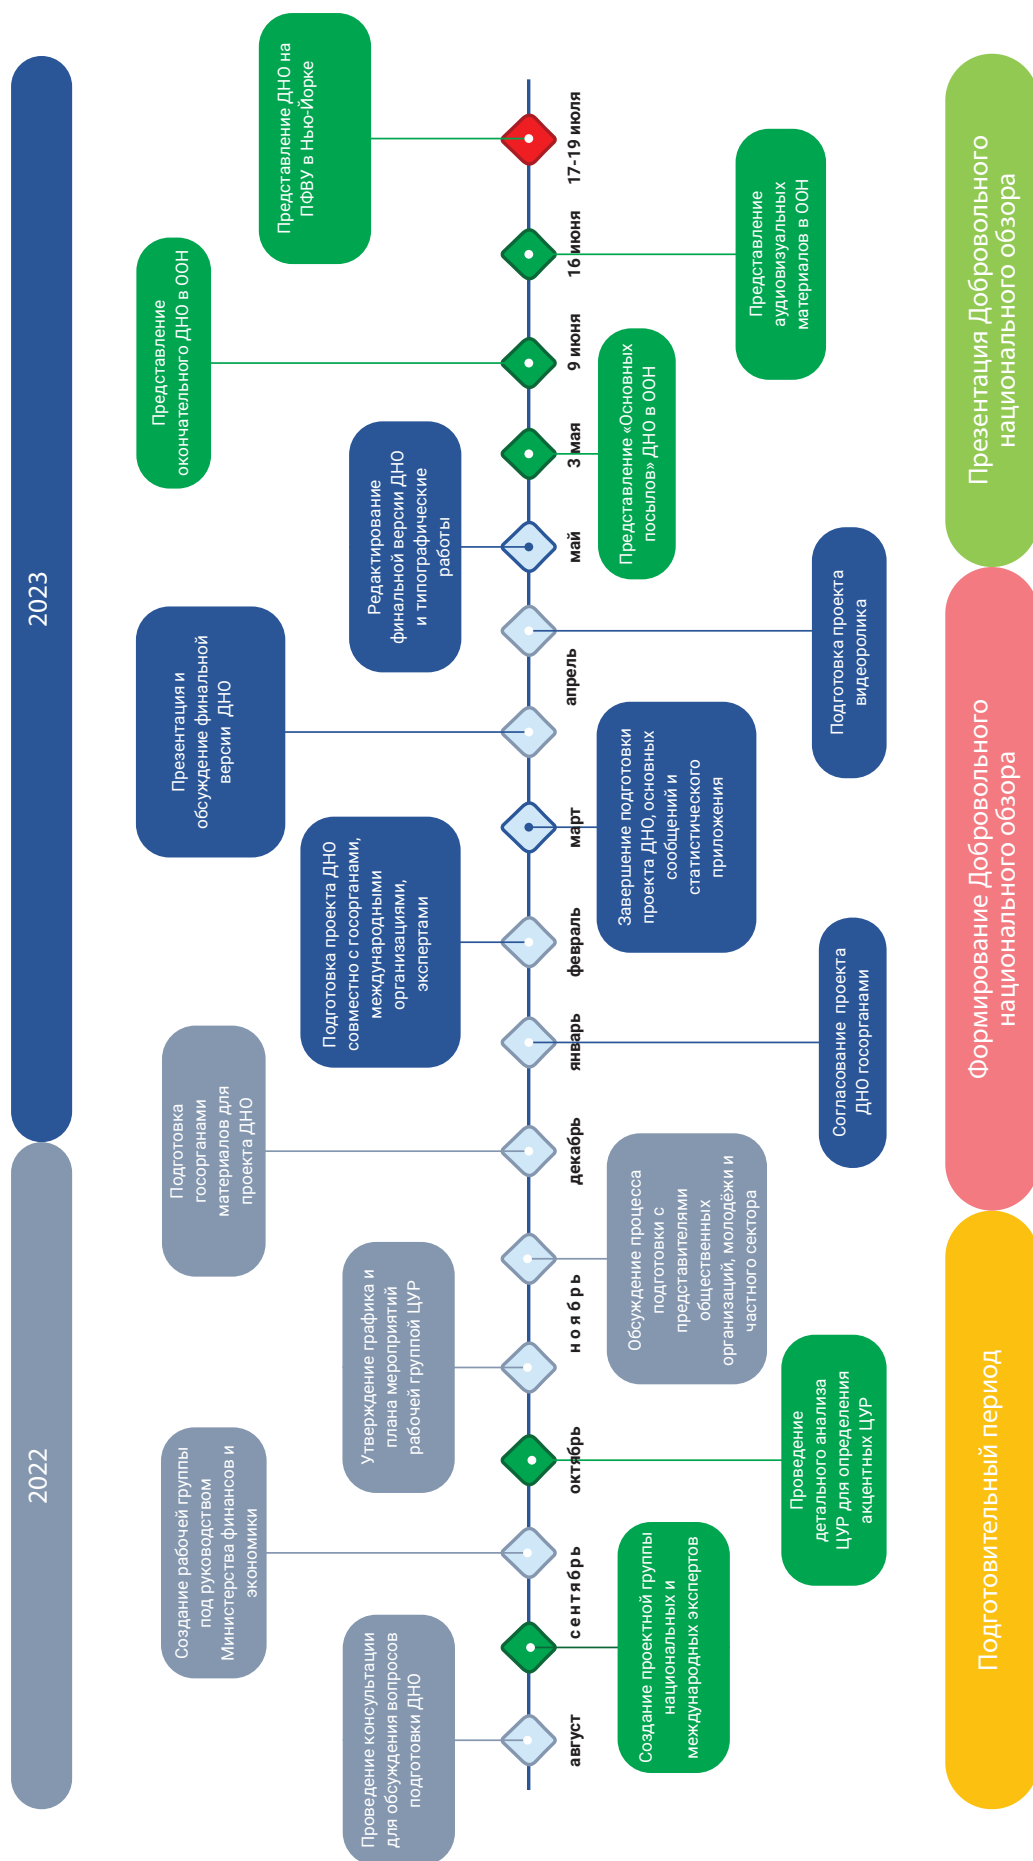 2022
2023
Проведение консультации
для обсуждения вопросов
подготовки ДНО
Создание рабочей группы
под руководством
Министерства финансов и
экономики
Утверждение графика и
плана мероприятий
рабочей группой ЦУР
Подготовка
госорганами
материалов для
проекта ДНО
Подготовка проекта ДНО
совместно с госорганами,
международными
организациями,
экспертами
Презентация и
обсуждение финальной
версии ДНО
Редактирование
финальной версии ДНО
и типографические
работы
Представление
окончательного ДНО в ООН
Представление ДНО на
ПФВУ в Нью-Йорке
август
сентябрь
октябрь
ноябрь
декабрь
январь
февраль
март
апрель
май
3 мая
9 июня
16 июня
17-19 июля
Создание проектной группы
национальных и
международных экспертов
Проведение
детального анализа
ЦУР для определения
акцентных ЦУР
Обсуждение процесса
подготовки с
представителями
общественных
организаций, молодёжи и
частного сектора
Согласование проекта
ДНО госорганами
Завершение подготовки
проекта ДНО, основных
сообщений и
статистического
приложения
Подготовка проекта
видеоролика
Представление «Основных
посылов» ДНО в ООН
Представление
аудиовизуальных
материалов в ООН
Подготовительный период
Формирование Добровольного
национального обзора
Презентация Добровольного
национального обзора